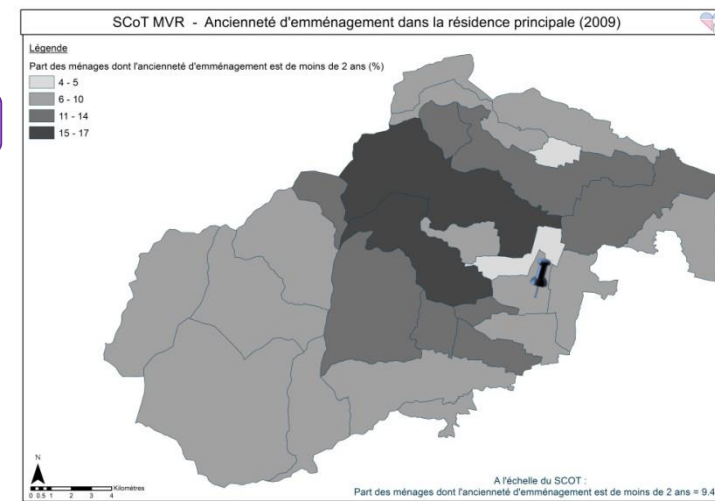 SCoT MVR - Ancienneté d'emménagement dans la résidence principale (2009)
Légende
Part des ménages dont l'ancienneté d'emménagement est de moins de 2 ans (%)
4 - 5
6 - 10
11 - 14
15 - 17
N
0 0.5 1 2 3 4 Kilomètres
A l'échelle du SCOT :
Part des ménages dont l'ancienneté d'emménagement est de moins de 2 ans = 9.4